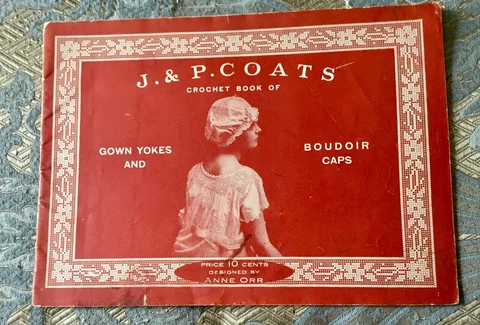 J. & P. COATS
CROCHET BOOK OF
GOWN YOKES
AND
BOUDOIR
CAPS
PRICE 10 CENTS
DESIGNED BY
ANNE ORR